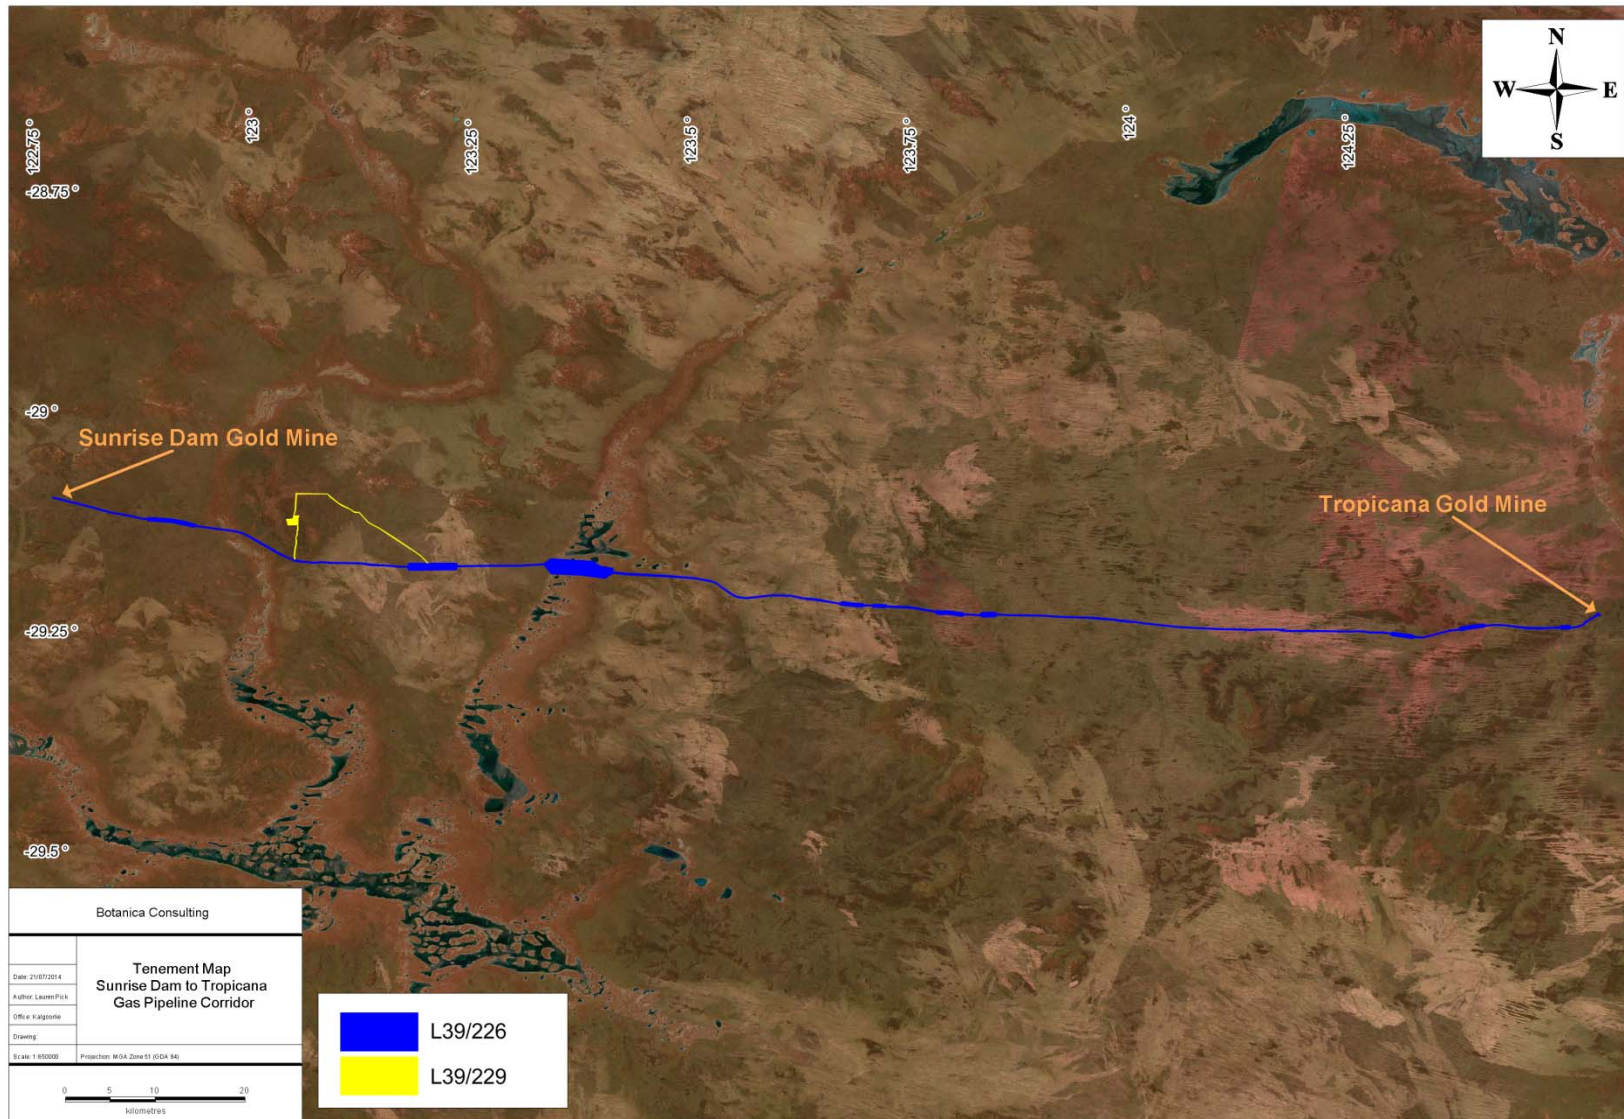 N
W E
S
122.75 °
123 °
123.25 °
123.5 °
123.75 °
124 °
124.25 °
-28.75 °
-29 °
Sunrise Dam Gold Mine
Tropicana Gold Mine
-29.25 °
-29.5 °
Botanica Consulting
Tenement Map
Sunrise Dam to Tropicana
Gas Pipeline Corridor
Date: 21/07/2014
Author: Lauren Pick
Office: Kalgoorlie
Drawing:
Scale: 1:650000
Projection: MGA Zone 51 (GDA 94)
0 5 10 20
kilometres
L39/226
L39/229